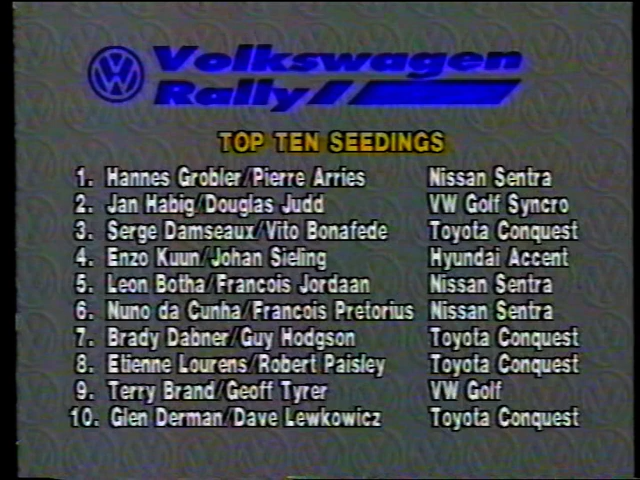 Volkswagen
Rally
TOP TEN SEEDINGS
1. Hannes Grobler/Pierre Arries Nissan Sentra
2. Jan Habig/Douglas Judd VW Golf Syncro
3. Serge Damseaux/Vito Bonafede Toyota Conquest
4. Enzo Kuun/Johan Sieling Hyundai Accent
5. Leon Botha/Francois Jordaan Nissan Sentra
6. Nuno da Cunha/Francois Pretorius Nissan Sentra
7. Brady Dabner/Guy Hodgson Toyota Conquest
8. Etienne Lourens/Robert Paisley Toyota Conquest
9. Terry Brand/Geoff Tyrer VW Golf
10. Glen Derman/Dave Lewkowicz Toyota Conquest